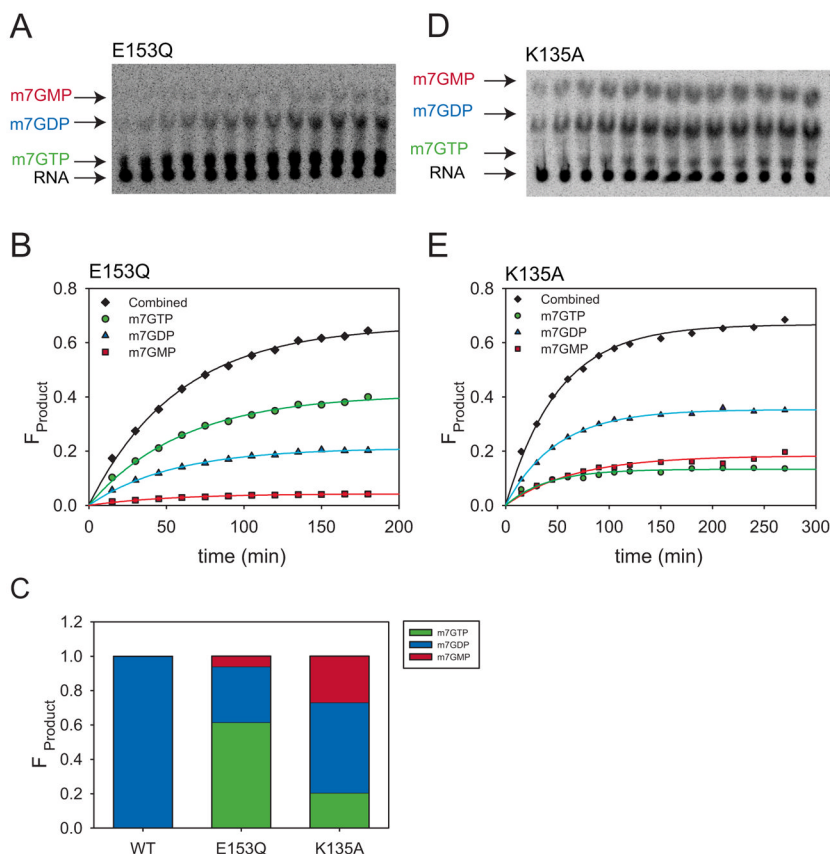 A
E153Q
m7GMP
m7GDP
m7GTP
RNA
D
K135A
m7GMP
m7GDP
m7GTP
RNA
B
E153Q
0.8
0.6
0.4
0.2
0.0
F Product
Combined
m7GTP
m7GDP
m7GMP
0 50 100 150 200
time (min)
E
K135A
0.8
0.6
0.4
0.2
0.0
F Product
Combined
m7GTP
m7GDP
m7GMP
0 50 100 150 200 250 300
time (min)
C
1.2
1.0
0.8
0.6
0.4
0.2
0.0
F Product
WT E153Q K135A
m7GTP
m7GDP
m7GMP